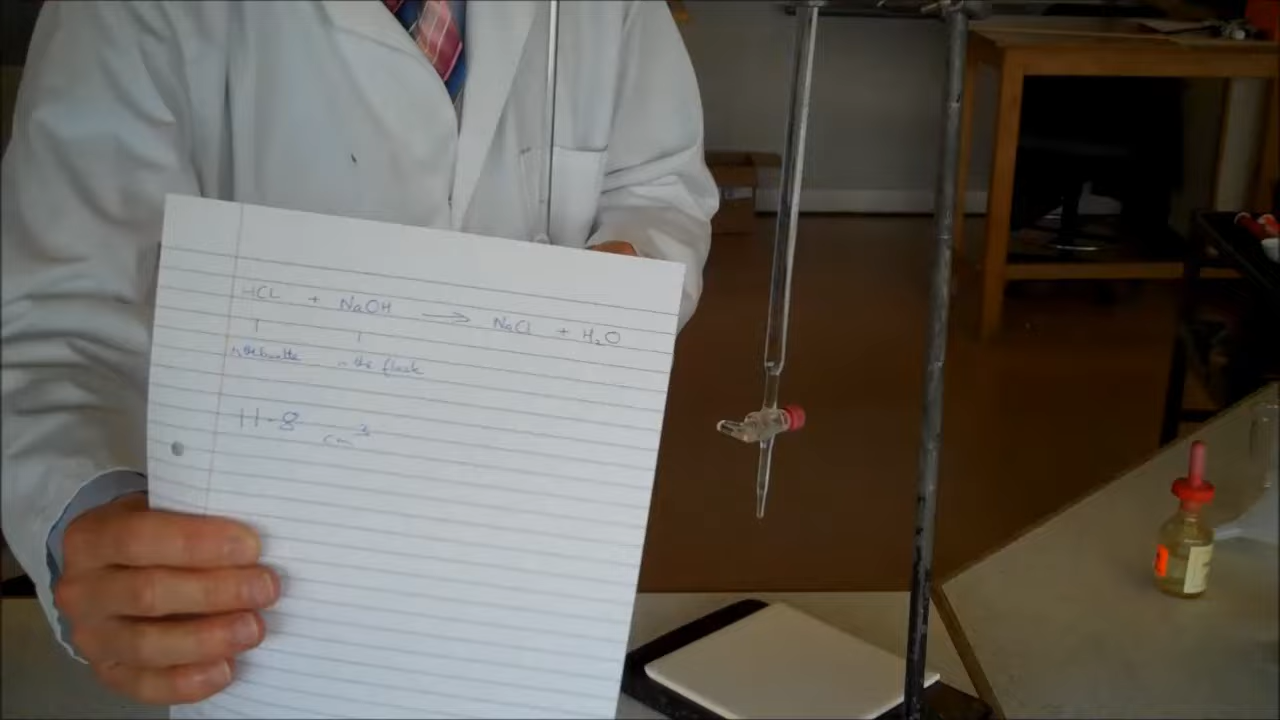 HCl + NaOH → NaCl + H₂O
in the burette in the flask
11.8 cm³